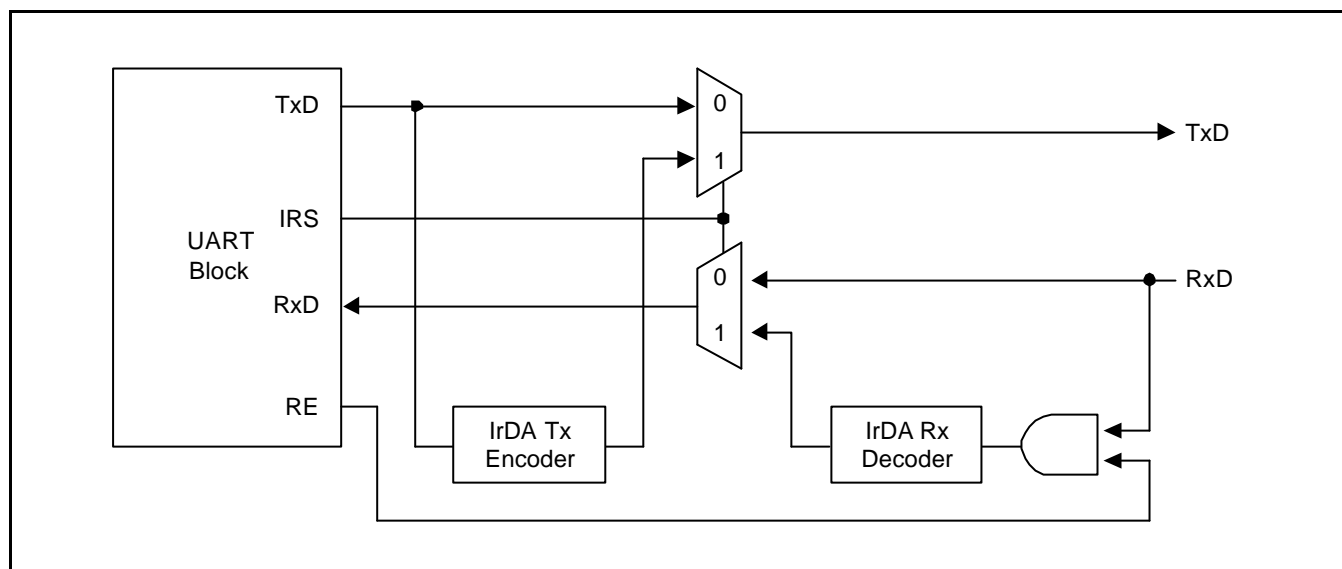 TxD
0
TxD
1
IRS
UART
Block
0
RxD
RxD
1
RE
IrDA Tx
Encoder
IrDA Rx
Decoder